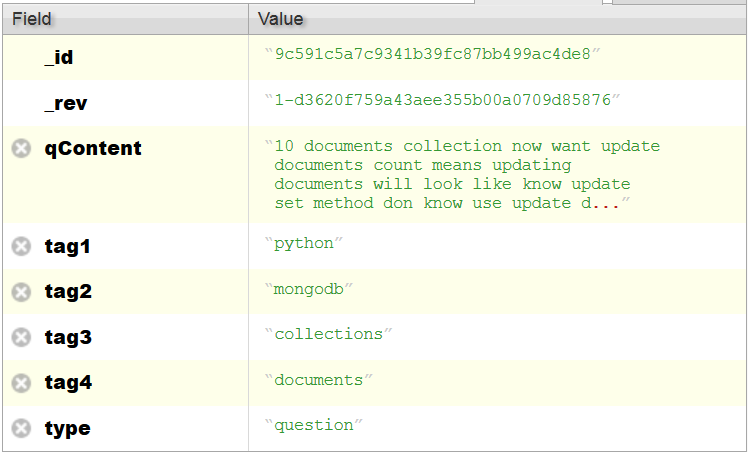 Field Value
_id "9c591c5a7c9341b39fc87bb499ac4de8"
_rev "1-d3620f759a43aee355b00a0709d85876"
qContent "10 documents collection now want update
documents count means updating
documents will look like know update
set method don know use update d..."
tag1 "python"
tag2 "mongodb"
tag3 "collections"
tag4 "documents"
type "question"